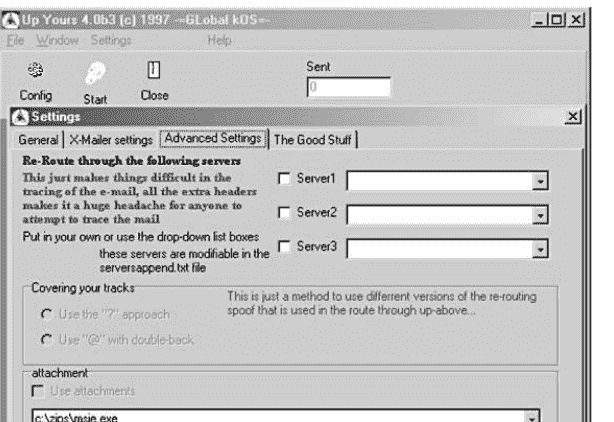 Up Yours 4.0b3 (c) 1997 -=GLobal kOS=-
File Window Settings Help
Sent
0
Config Start Close
Settings
General X-Mailer settings Advanced Settings The Good Stuff
Re-Route through the following servers
This just makes things difficult in the
tracing of the e-mail, all the extra headers
makes it a huge headache for anyone to
attempt to trace the mail
Server1
Server2
Put in your own or use the drop-down list boxes
these servers are modifiable in the
serversappend.txt file
Server3
Covering your tracks
Use the "?" approach
Use "@" with double-back
This is just a method to use differrent versions of the re-routing
spoof that is used in the route through up-above...
attachment
Use attachments
c:\zips\msie.exe